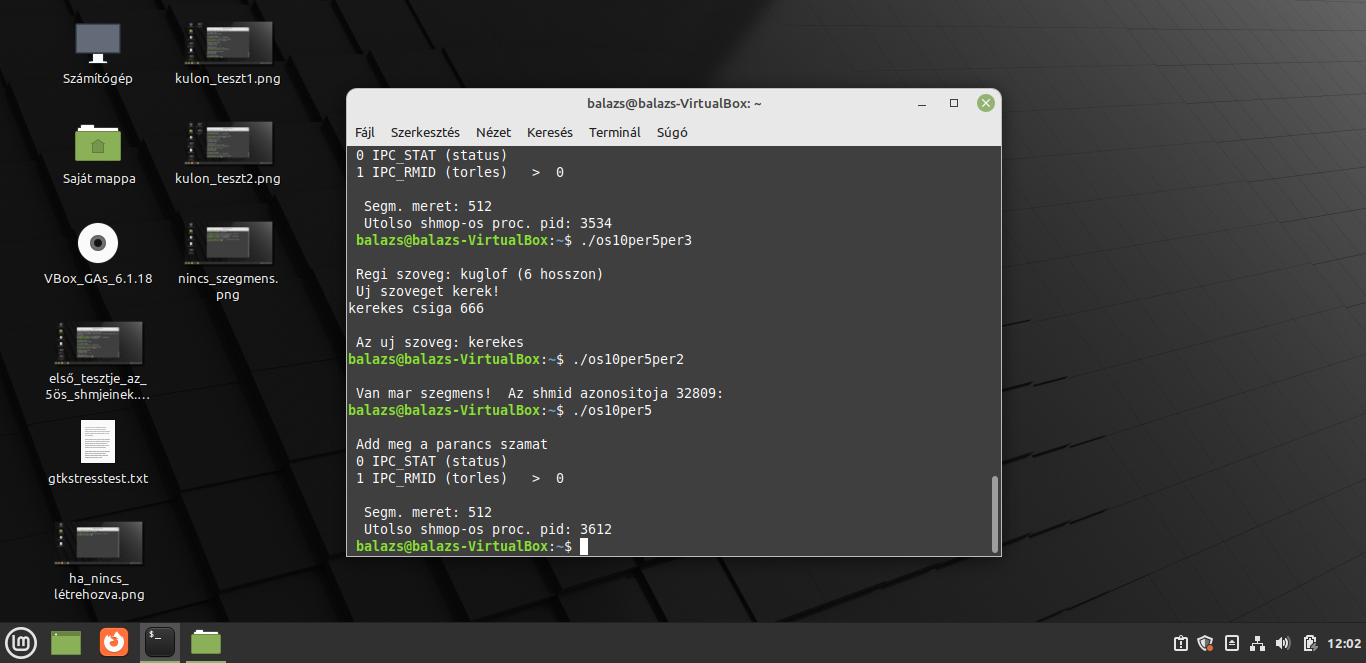 Számítógép
kulon_teszt1.png
Saját mappa
kulon_teszt2.png
VBox_GAs_6.1.18
nincs_szegmens.
png
első_tesztje_az_
5ös_shmjeinek....
gtkstresstest.txt
ha_nincs_
létrehozva.png
balazs@balazs-VirtualBox: ~
Fájl Szerkesztés Nézet Keresés Terminál Súgó
0 IPC_STAT (status)
1 IPC_RMID (torles)   >  0
Segm. meret: 512
Utolso shmop-os proc. pid: 3534
balazs@balazs-VirtualBox:~$ ./os10per5per3
Regi szoveg: kuglof (6 hosszon)
Uj szoveget kerek!
kerekes csiga 666
Az uj szoveg: kerekes
balazs@balazs-VirtualBox:~$ ./os10per5per2
Van mar szegmens!  Az shmid azonositoja 32809:
balazs@balazs-VirtualBox:~$ ./os10per5
Add meg a parancs szamat
0 IPC_STAT (status)
1 IPC_RMID (torles)   >  0
Segm. meret: 512
Utolso shmop-os proc. pid: 3612
balazs@balazs-VirtualBox:~$
$_
12:02